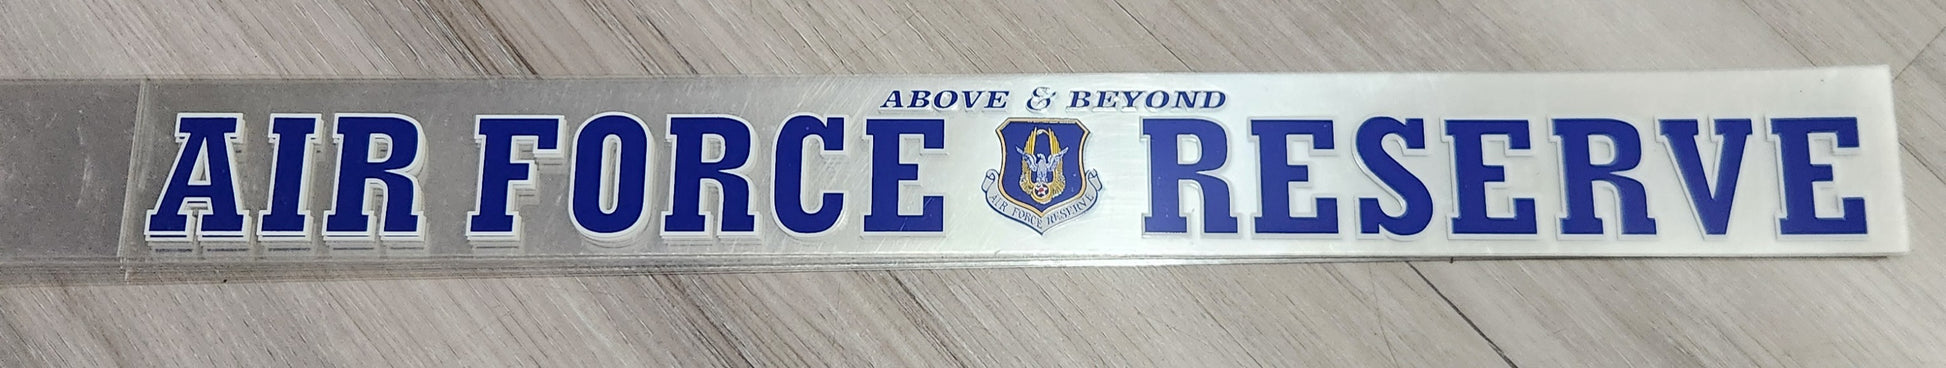 ABOVE & BEYOND
AIR FORCE RESERVE
AIR FORCE RESERVE